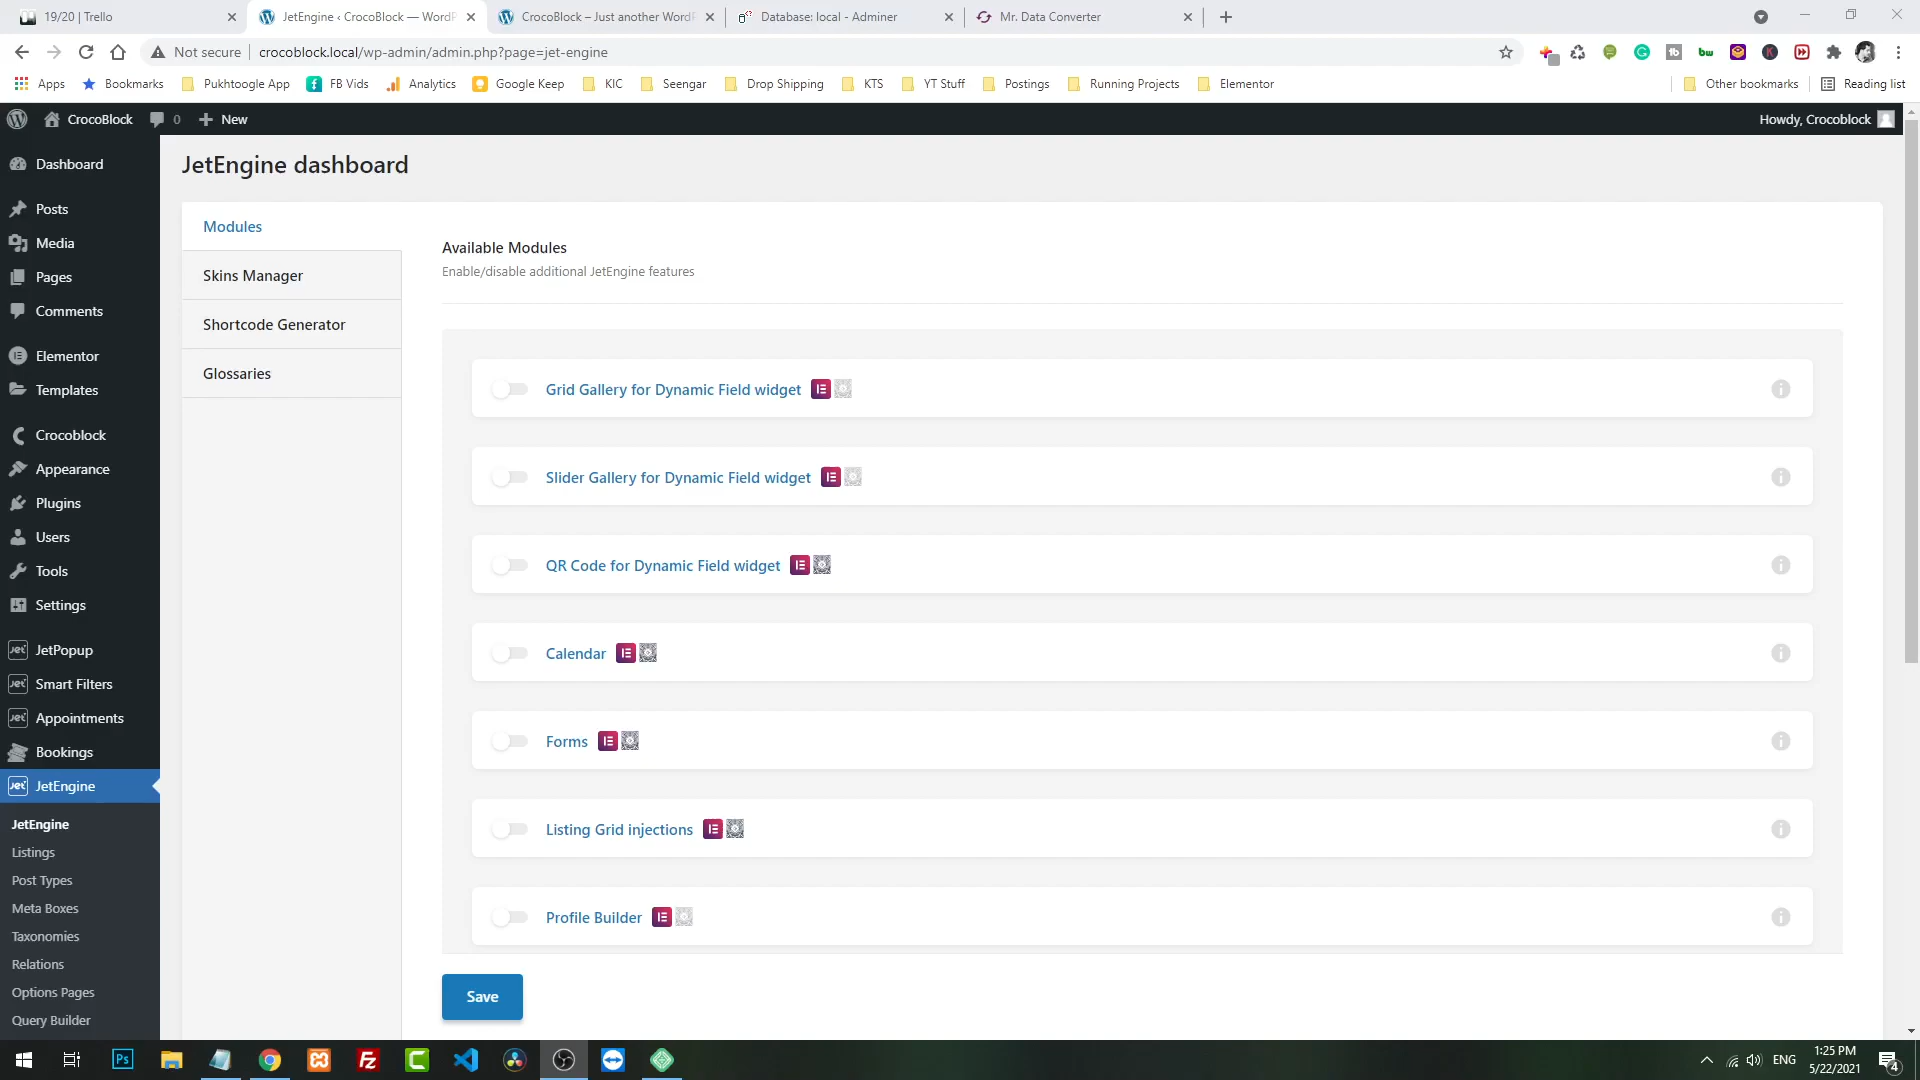 19/20 | Trello
JetEngine ‹ CrocoBlock — WordP
CrocoBlock – Just another WordP
Database: local - Adminer
Mr. Data Converter
Not secure
crocoblock.local/wp-admin/admin.php?page=jet-engine
Apps
Bookmarks
Pukhtoogle App
FB Vids
Analytics
Google Keep
KIC
Seengar
Drop Shipping
KTS
YT Stuff
Postings
Running Projects
Elementor
Other bookmarks
Reading list
CrocoBlock
0
New
Howdy, Crocoblock
Dashboard
Posts
Media
Pages
Comments
Elementor
Templates
Crocoblock
Appearance
Plugins
Users
Tools
Settings
JetPopup
Smart Filters
Appointments
Bookings
JetEngine
JetEngine
Listings
Post Types
Meta Boxes
Taxonomies
Relations
Options Pages
Query Builder
JetEngine dashboard
Modules
Skins Manager
Shortcode Generator
Glossaries
Available Modules
Enable/disable additional JetEngine features
Grid Gallery for Dynamic Field widget
Slider Gallery for Dynamic Field widget
QR Code for Dynamic Field widget
Calendar
Forms
Listing Grid injections
Profile Builder
Save
ENG
1:25 PM
5/22/2021
4